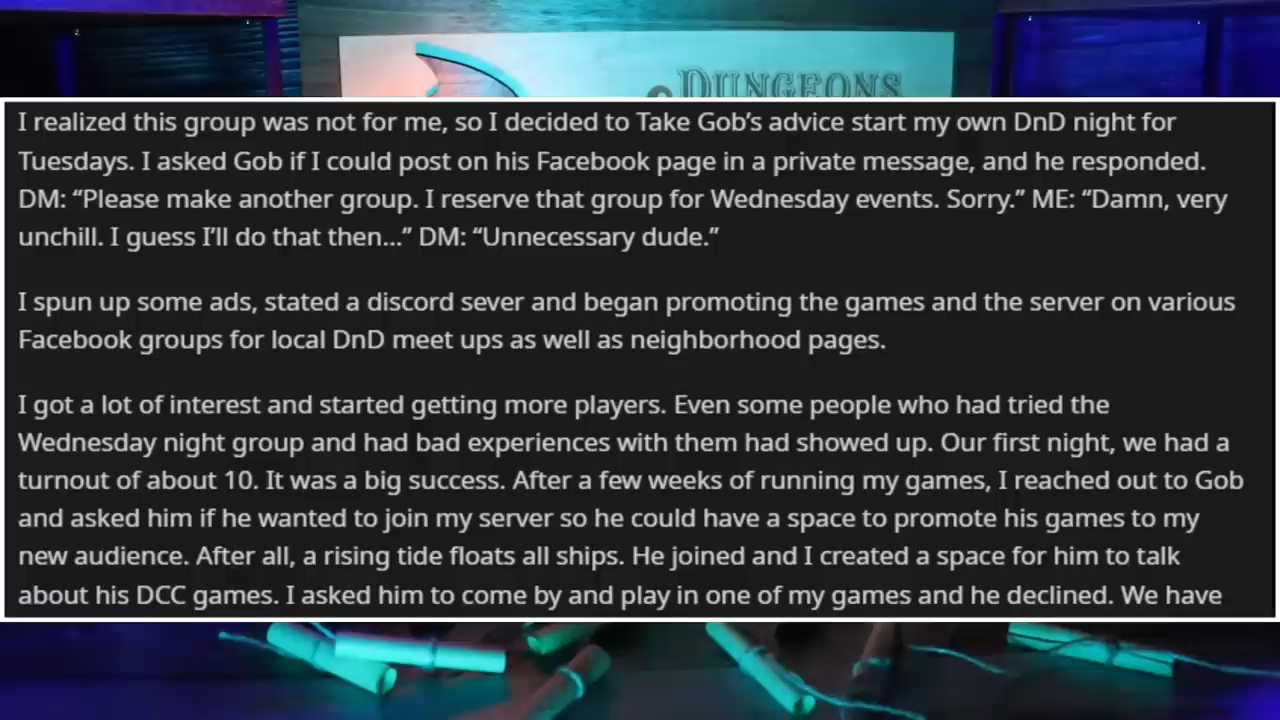 DUNGEONS
I realized this group was not for me, so I decided to Take Gob’s advice start my own DnD night for
Tuesdays. I asked Gob if I could post on his Facebook page in a private message, and he responded.
DM: “Please make another group. I reserve that group for Wednesday events. Sorry.” ME: “Damn, very
unchill. I guess I’ll do that then...” DM: “Unnecessary dude.”
I spun up some ads, stated a discord sever and began promoting the games and the server on various
Facebook groups for local DnD meet ups as well as neighborhood pages.
I got a lot of interest and started getting more players. Even some people who had tried the
Wednesday night group and had bad experiences with them had showed up. Our first night, we had a
turnout of about 10. It was a big success. After a few weeks of running my games, I reached out to Gob
and asked him if he wanted to join my server so he could have a space to promote his games to my
new audience. After all, a rising tide floats all ships. He joined and I created a space for him to talk
about his DCC games. I asked him to come by and play in one of my games and he declined. We have